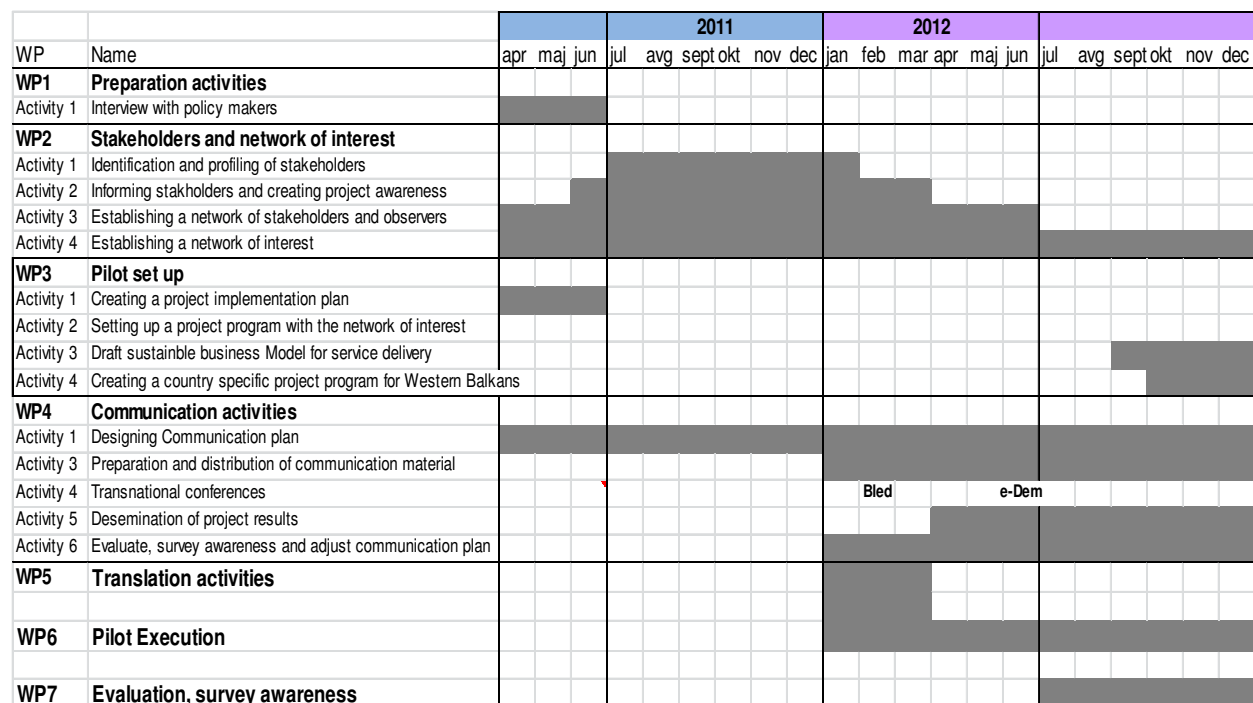 2011 2012
WP Name apr maj jun jul avg sept okt nov dec jan feb mar apr maj jun jul avg sept okt nov dec
WP1 Preparation activities
Activity 1 Interview with policy makers
WP2 Stakeholders and network of interest
Activity 1 Identification and profiling of stakeholders
Activity 2 Informing stakholders and creating project awareness
Activity 3 Establishing a network of stakeholders and observers
Activity 4 Establishing a network of interest
WP3 Pilot set up
Activity 1 Creating a project implementation plan
Activity 2 Setting up a project program with the network of interest
Activity 3 Draft sustainble business Model for service delivery
Activity 4 Creating a country specific project program for Western Balkans
WP4 Communication activities
Activity 1 Designing Communication plan
Activity 3 Preparation and distribution of communication material
Activity 4 Transnational conferences Bled e-Dem
Activity 5 Desemination of project results
Activity 6 Evaluate, survey awareness and adjust communication plan
WP5 Translation activities
WP6 Pilot Execution
WP7 Evaluation, survey awareness